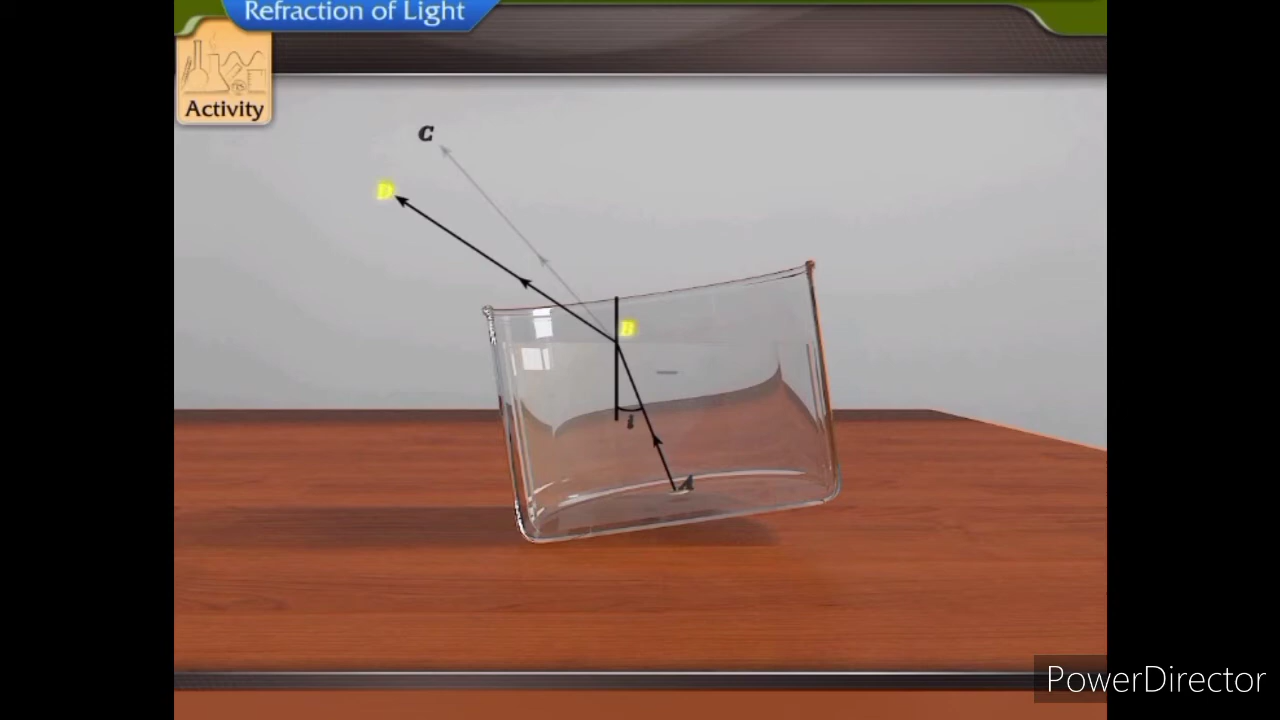 Refraction of Light
Activity
C
D
B
i
A
PowerDirector